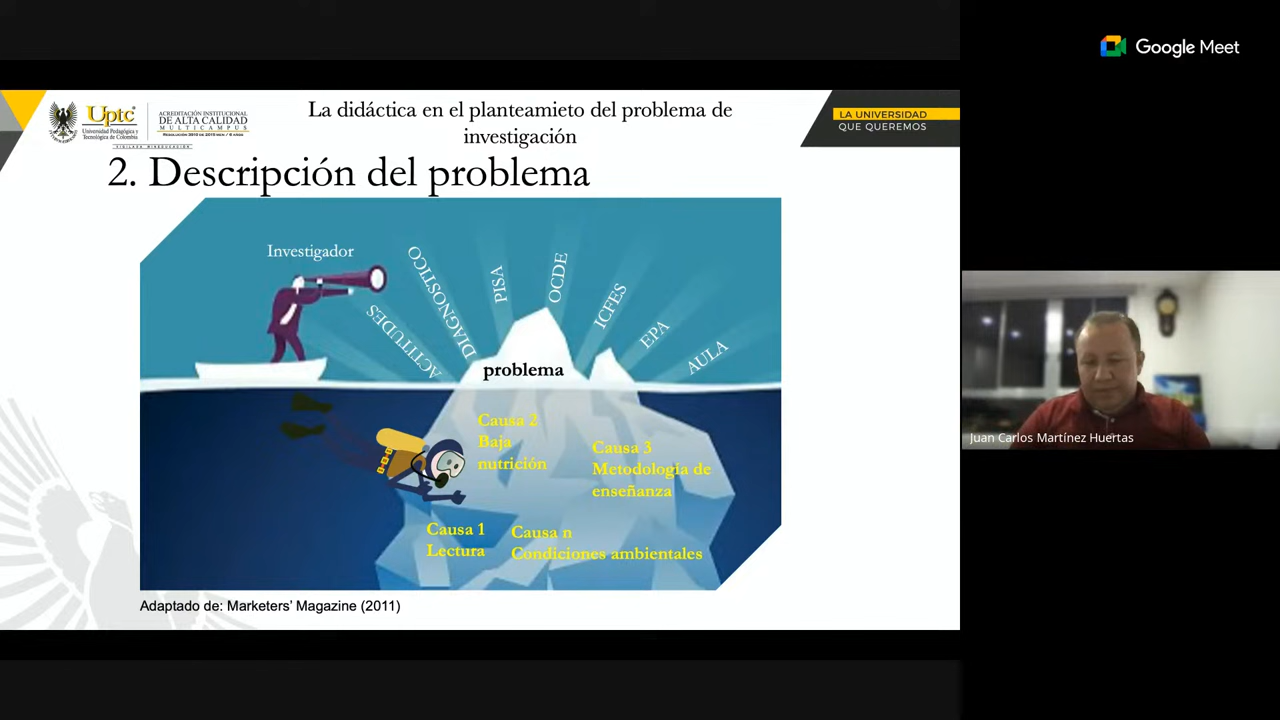 Google Meet
Uptc
Universidad Pedagógica y
Tecnológica de Colombia
ACREDITACIÓN INSTITUCIONAL
DE ALTA CALIDAD
MULTICAMPUS
La didáctica en el planteamieto del problema de
investigación
LA UNIVERSIDAD
QUE QUEREMOS
2. Descripción del problema
Investigador
ACTITUDES
DIAGNOSTICO
PISA
OCDE
ICFES
EPA
AULA
problema
Causa 2
Baja
nutrición
Causa 3
Metodología de
enseñanza
Causa 1
Lectura
Causa n
Condiciones ambientales
Adaptado de: Marketers' Magazine (2011)
Juan Carlos Martínez Huertas